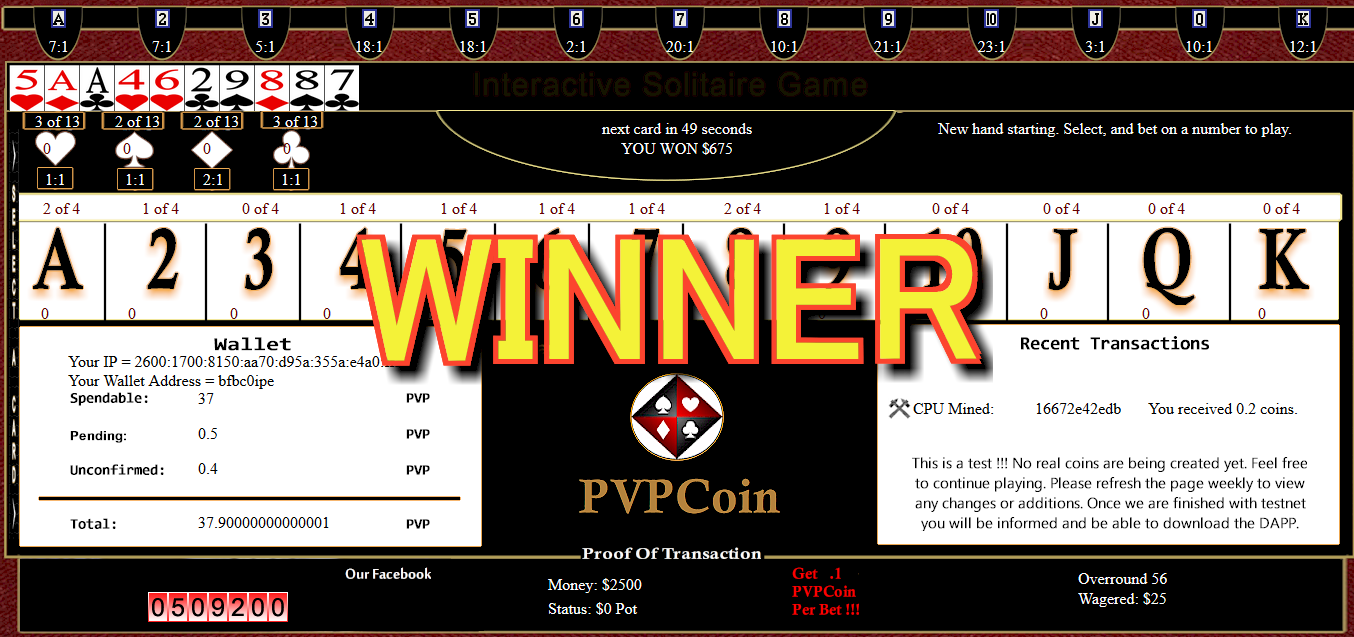 A 2 3 4 5 6 7 8 9 10 J Q K
7:1 7:1 5:1 18:1 18:1 2:1 20:1 10:1 21:1 23:1 3:1 10:1 12:1
5 A A 4 6 2 9 8 8 7
Interactive Solitaire Game
3 of 13 2 of 13 2 of 13 3 of 13
next card in 49 seconds
YOU WON $675
New hand starting. Select, and bet on a number to play.
0 0 0 0
1:1 1:1 2:1 1:1
SELECT A CARD
2 of 4 1 of 4 0 of 4 1 of 4 1 of 4 1 of 4 1 of 4 2 of 4 1 of 4 0 of 4 0 of 4 0 of 4 0 of 4
A 2 3 4 5 J Q K
WINNER
0 0 0 0 0 0 0
Wallet
Your IP = 2600:1700:8150:aa70:d95a:355a:e4a0:
Your Wallet Address = bfbc0ipe
Spendable: 37 PVP
Pending: 0.5 PVP
Unconfirmed: 0.4 PVP
Total: 37.90000000000001 PVP
PVPCoin
Recent Transactions
CPU Mined: 16672e42edb You received 0.2 coins.
This is a test !!! No real coins are being created yet. Feel free
to continue playing. Please refresh the page weekly to view
any changes or additions. Once we are finished with testnet
you will be informed and be able to download the DAPP.
Proof Of Transaction
Our Facebook
0509200
Money: $2500
Status: $0 Pot
Get .1
PVPCoin
Per Bet !!!
Overround 56
Wagered: $25